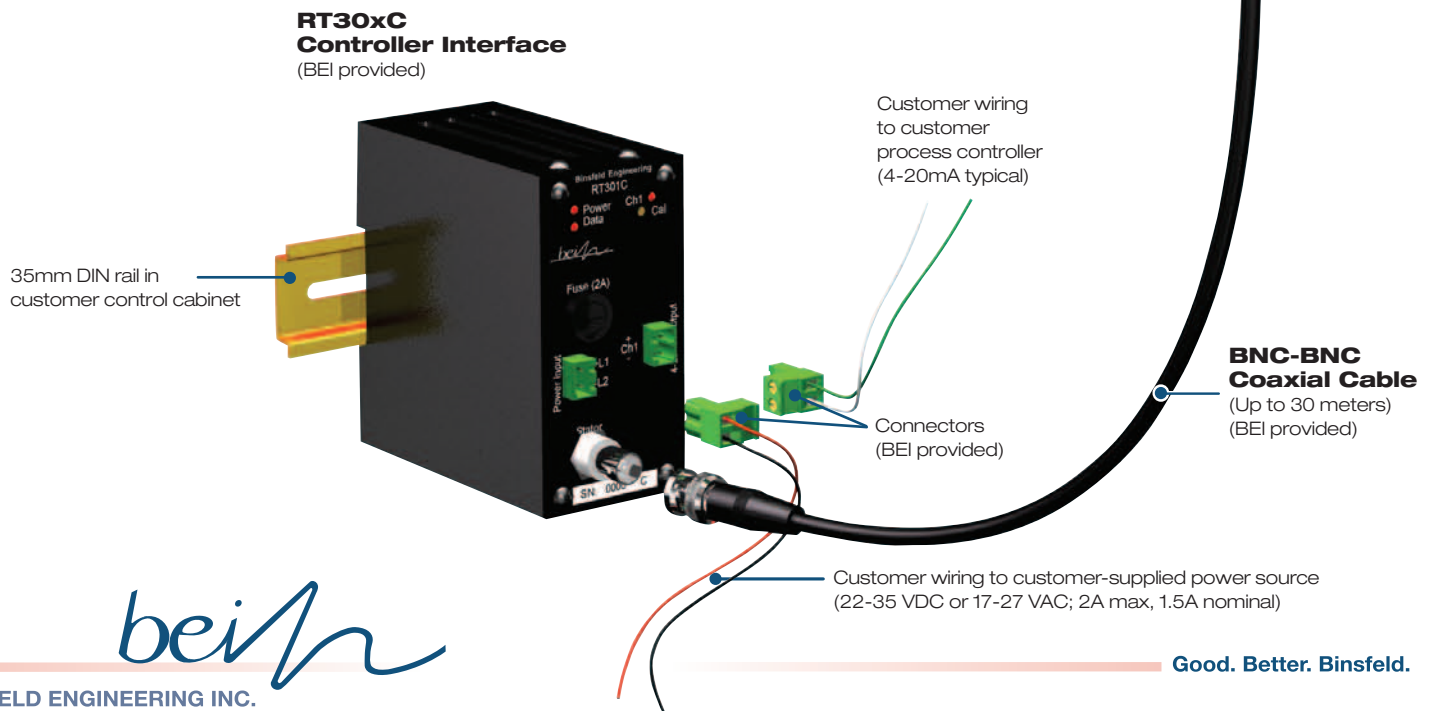 RT30xC
Controller Interface
(BEI provided)
Customer wiring
to customer
process controller
(4-20mA typical)
35mm DIN rail in
customer control cabinet
Binsfeld Engineering
RT301C
Power
Data
Ch1
Cal
bei
Fuse (2A)
Power Input
L1
L2
+
Ch1
-
Stator
SN:
C
Connectors
(BEI provided)
BNC-BNC
Coaxial Cable
(Up to 30 meters)
(BEI provided)
Customer wiring to customer-supplied power source
(22-35 VDC or 17-27 VAC; 2A max, 1.5A nominal)
bei
Good. Better. Binsfeld.
ELD ENGINEERING INC.